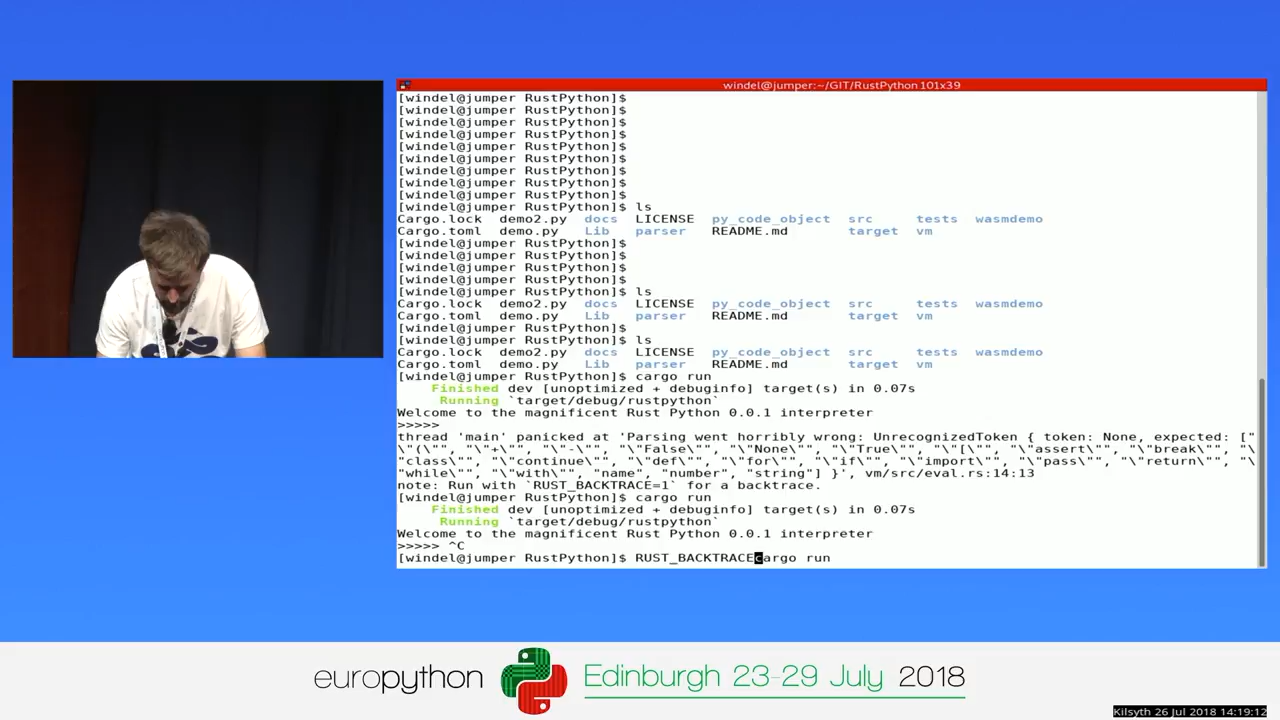 windel@jumper:~/GIT/RustPython 101x39
[windel@jumper RustPython]$
[windel@jumper RustPython]$
[windel@jumper RustPython]$
[windel@jumper RustPython]$
[windel@jumper RustPython]$
[windel@jumper RustPython]$
[windel@jumper RustPython]$
[windel@jumper RustPython]$
[windel@jumper RustPython]$
[windel@jumper RustPython]$ ls
Cargo.lock demo2.py docs LICENSE py_code_object src tests wasmdemo
Cargo.toml demo.py Lib parser README.md target vm
[windel@jumper RustPython]$
[windel@jumper RustPython]$
[windel@jumper RustPython]$
[windel@jumper RustPython]$
[windel@jumper RustPython]$ ls
Cargo.lock demo2.py docs LICENSE py_code_object src tests wasmdemo
Cargo.toml demo.py Lib parser README.md target vm
[windel@jumper RustPython]$
[windel@jumper RustPython]$ ls
Cargo.lock demo2.py docs LICENSE py_code_object src tests wasmdemo
Cargo.toml demo.py Lib parser README.md target vm
[windel@jumper RustPython]$ cargo run
Finished dev [unoptimized + debuginfo] target(s) in 0.07s
Running `target/debug/rustpython`
Welcome to the magnificent Rust Python 0.0.1 interpreter
>>>>>
thread 'main' panicked at 'Parsing went horribly wrong: UnrecognizedToken { token: None, expected: ["
\"(\"", "\"+\"", "\"-\"", "\"False\"", "\"None\"", "\"True\"", "\"[\"", "\"assert\"", "\"break\"", "
\"class\"", "\"continue\"", "\"def\"", "\"for\"", "\"if\"", "\"import\"", "\"pass\"", "\"return\"", "\"
while\"", "\"with\"", "name", "number", "string"] }', vm/src/eval.rs:14:13
note: Run with `RUST_BACKTRACE=1` for a backtrace.
[windel@jumper RustPython]$ cargo run
Finished dev [unoptimized + debuginfo] target(s) in 0.07s
Running `target/debug/rustpython`
Welcome to the magnificent Rust Python 0.0.1 interpreter
>>>>> ^C
[windel@jumper RustPython]$ RUST_BACKTRACEcargo run
europython Edinburgh 23-29 July 2018
Kilsyth 26 Jul 2018 14:19:12